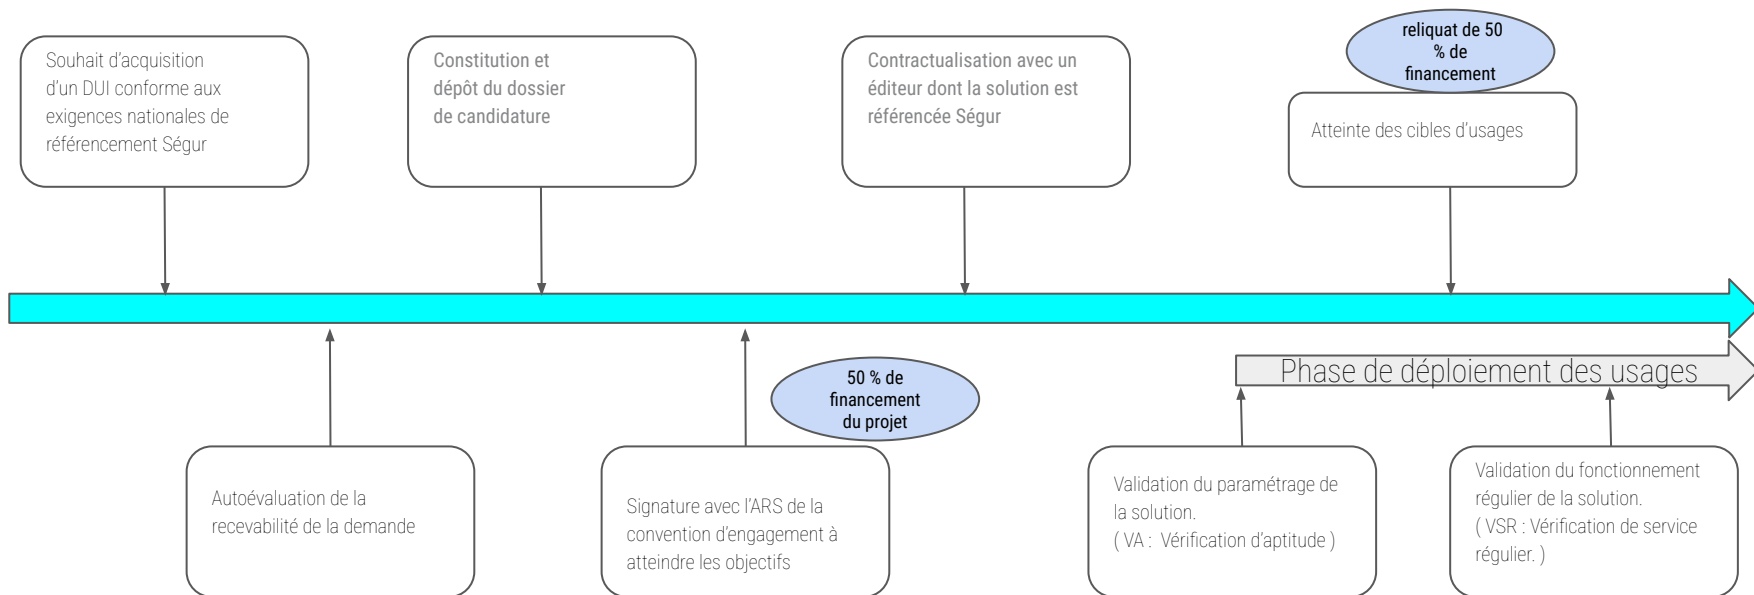 Souhait d'acquisition
d'un DUI conforme aux
exigences nationales de
référencement Ségur
Constitution et
dépôt du dossier
de candidature
Contractualisation avec un
éditeur dont la solution est
référencée Ségur
reliquat de 50
% de
financement
Atteinte des cibles d'usages
Phase de déploiement des usages
50 % de
financement
du projet
Autoévaluation de la
recevabilité de la demande
Signature avec l'ARS de la
convention d'engagement à
atteindre les objectifs
Validation du paramétrage de
la solution.
( VA :  Vérification d'aptitude )
Validation du fonctionnement
régulier de la solution.
( VSR : Vérification de service
régulier. )